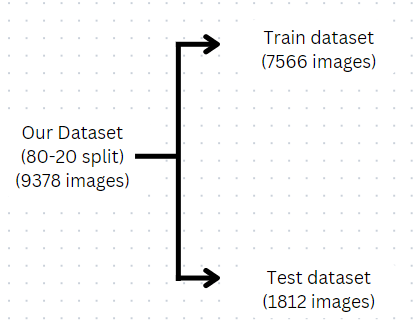 Our Dataset
(80-20 split)
(9378 images)
Train dataset
(7566 images)
Test dataset
(1812 images)